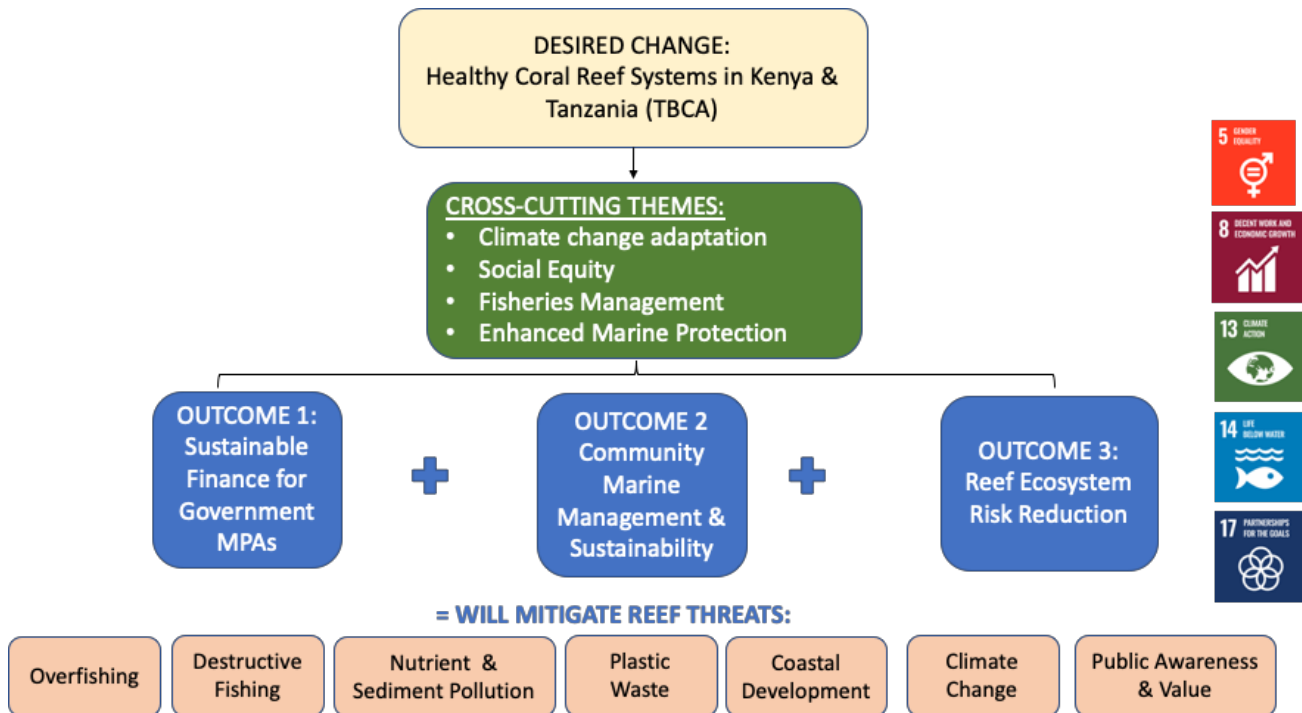 DESIRED CHANGE:
Healthy Coral Reef Systems in Kenya &
Tanzania (TBCA)
CROSS-CUTTING THEMES:
• Climate change adaptation
• Social Equity
• Fisheries Management
• Enhanced Marine Protection
OUTCOME 1:
Sustainable
Finance for
Government
MPAs
OUTCOME 2
Community
Marine
Management &
Sustainability
OUTCOME 3:
Reef Ecosystem
Risk Reduction
5 GENDER
EQUALITY
8 DECENT WORK AND
ECONOMIC GROWTH
13 CLIMATE
ACTION
14 LIFE
BELOW WATER
17 PARTNERSHIPS
FOR THE GOALS
= WILL MITIGATE REEF THREATS:
Overfishing
Destructive
Fishing
Nutrient &
Sediment Pollution
Plastic
Waste
Coastal
Development
Climate
Change
Public Awareness
& Value